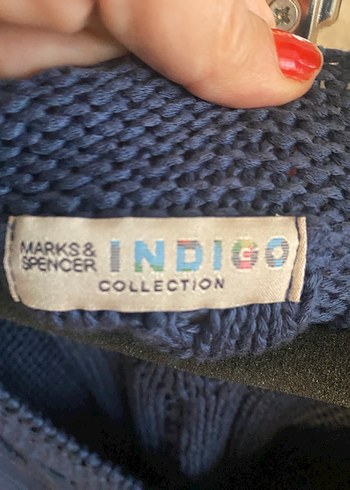 MARKS &
SPENCER INDIGO
COLLECTION